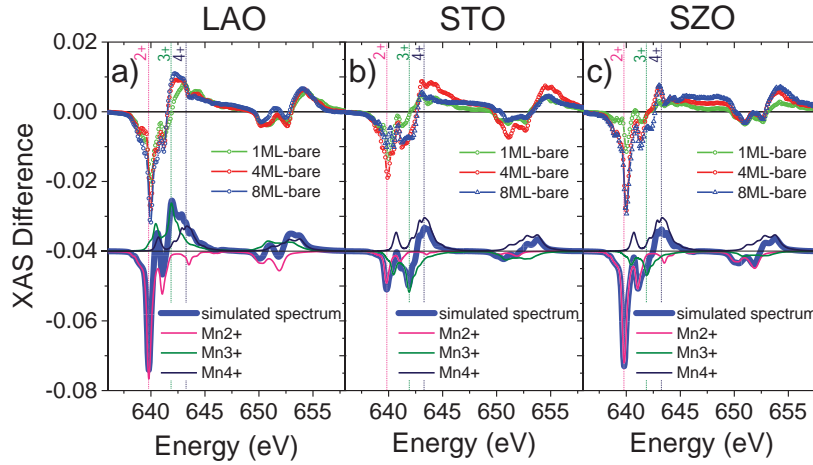 LAO STO SZO
0.02
0.00
-0.02
-0.04
-0.06
-0.08
XAS Difference
a)
2+
3+
4+
1ML-bare
4ML-bare
8ML-bare
simulated spectrum
Mn2+
Mn3+
Mn4+
640 645 650 655
Energy (eV)
b)
2+
3+
4+
1ML-bare
4ML-bare
8ML-bare
simulated spectrum
Mn2+
Mn3+
Mn4+
640 645 650 655
Energy (eV)
c)
2+
3+
4+
1ML-bare
4ML-bare
8ML-bare
simulated spectrum
Mn2+
Mn3+
Mn4+
640 645 650 655
Energy (eV)